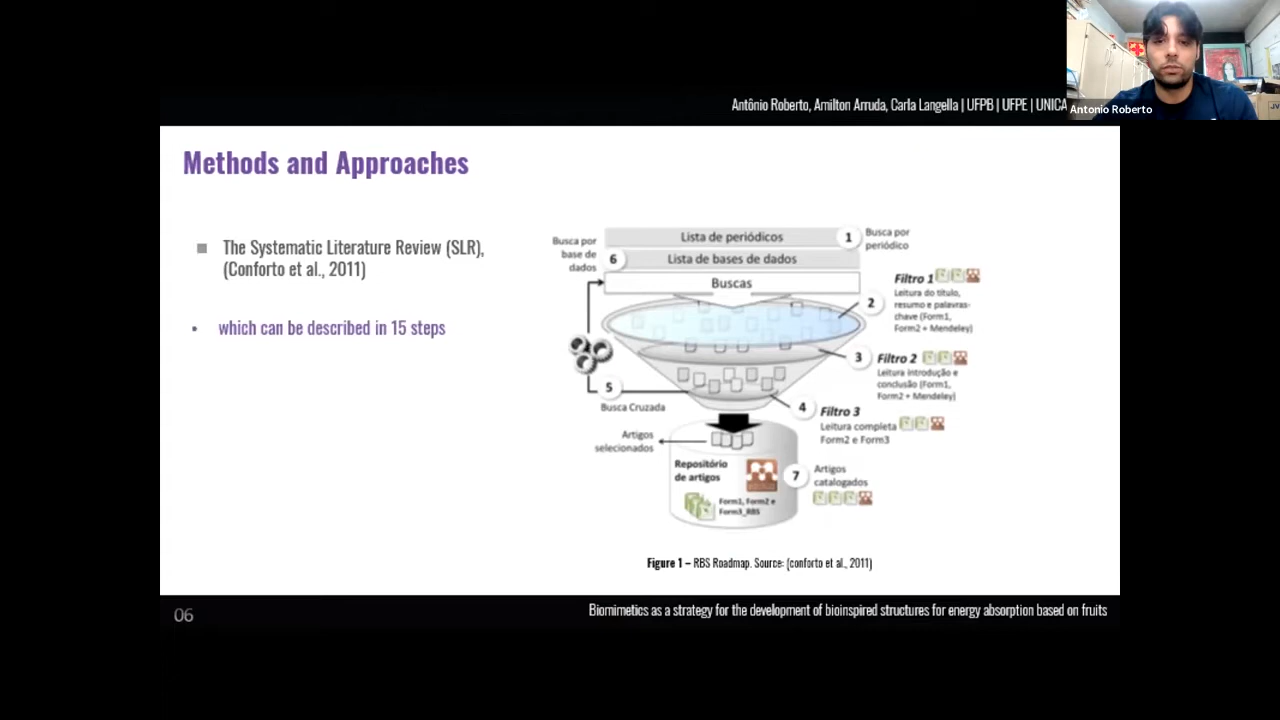 Antônio Roberto, Amilton Arruda, Carla Langella | UFPB | UFPE | UNICA
Antonio Roberto
Methods and Approaches
The Systematic Literature Review (SLR),
(Conforto et al., 2011)
which can be described in 15 steps
Lista de periódicos
1
Busca por
periódico
Busca por
base de
dados
6
Lista de bases de dados
Buscas
2
Filtro 1
Leitura do título,
resumo e palavras-
chave (Form1,
Form2 + Mendeley)
3
Filtro 2
Leitura introdução e
conclusão (Form1,
Form2 + Mendeley)
5
Busca Cruzada
4
Filtro 3
Leitura completa
Form2 e Form3
Artigos
selecionados
Repositório
de artigos
Form1, Form2 e
Form3_RBS
7
Artigos
catalogados
Figure 1 – RBS Roadmap. Source: (conforto et al., 2011)
06
Biomimetics as a strategy for the development of bioinspired structures for energy absorption based on fruits